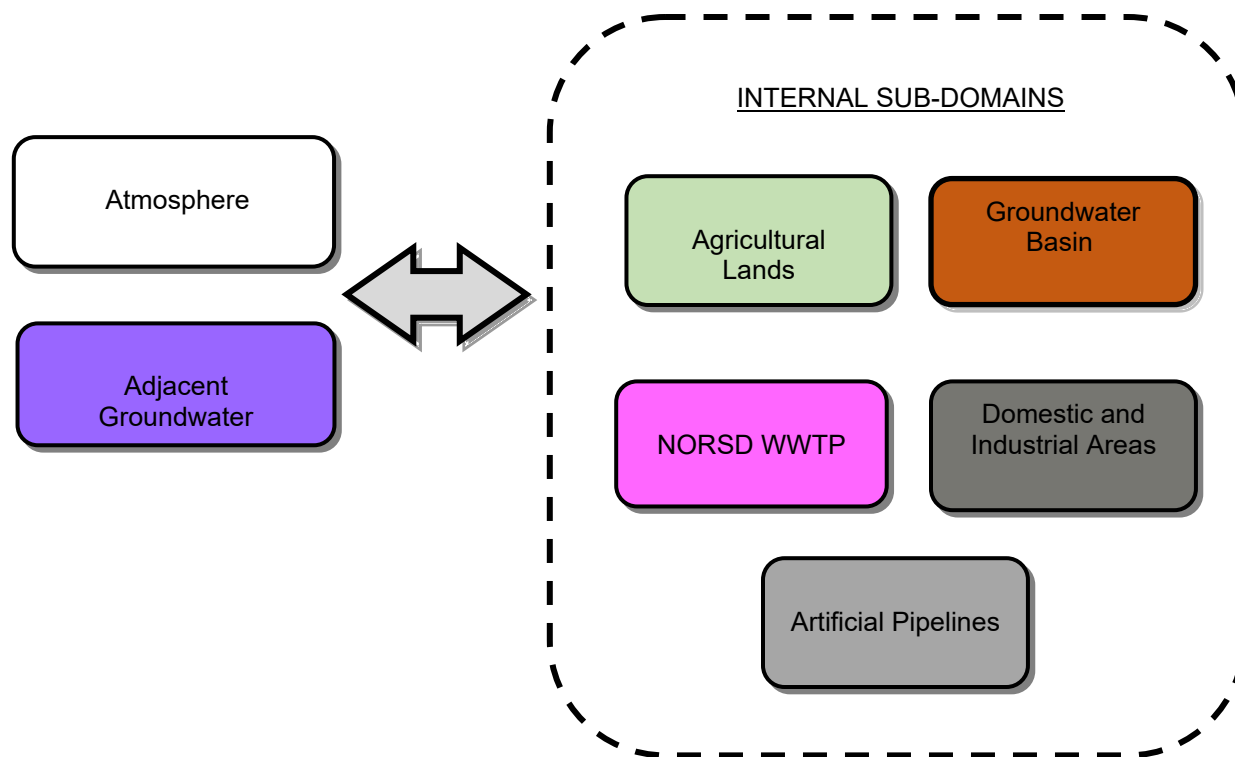 INTERNAL SUB-DOMAINS
Atmosphere
Adjacent
Groundwater
Agricultural
Lands
Groundwater
Basin
NORSD WWTP
Domestic and
Industrial Areas
Artificial Pipelines